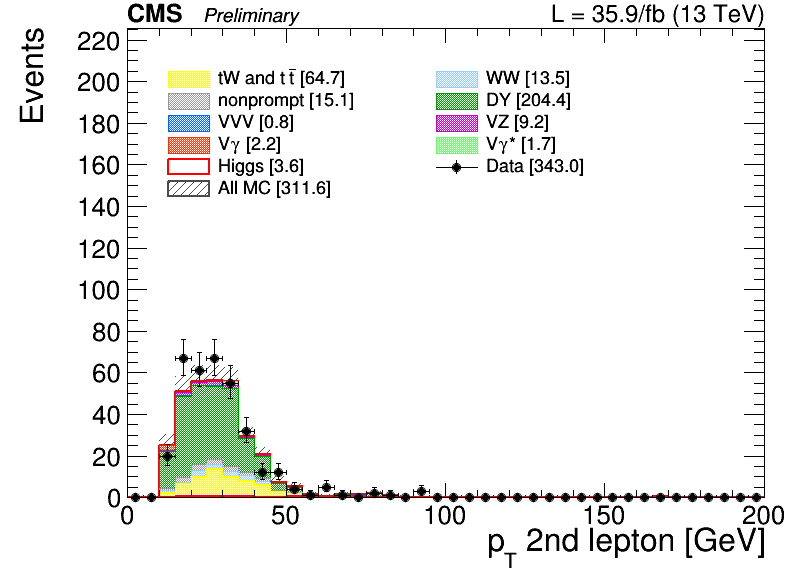 CMS Preliminary L = 35.9/fb (13 TeV)
Events
220
200
180
160
140
120
100
80
60
40
20
0
tW and t t̅ [64.7] WW [13.5]
nonprompt [15.1] DY [204.4]
VVV [0.8] VZ [9.2]
Vγ [2.2] Vγ* [1.7]
Higgs [3.6] Data [343.0]
All MC [311.6]
0 50 100 150 200
p_T 2nd lepton [GeV]